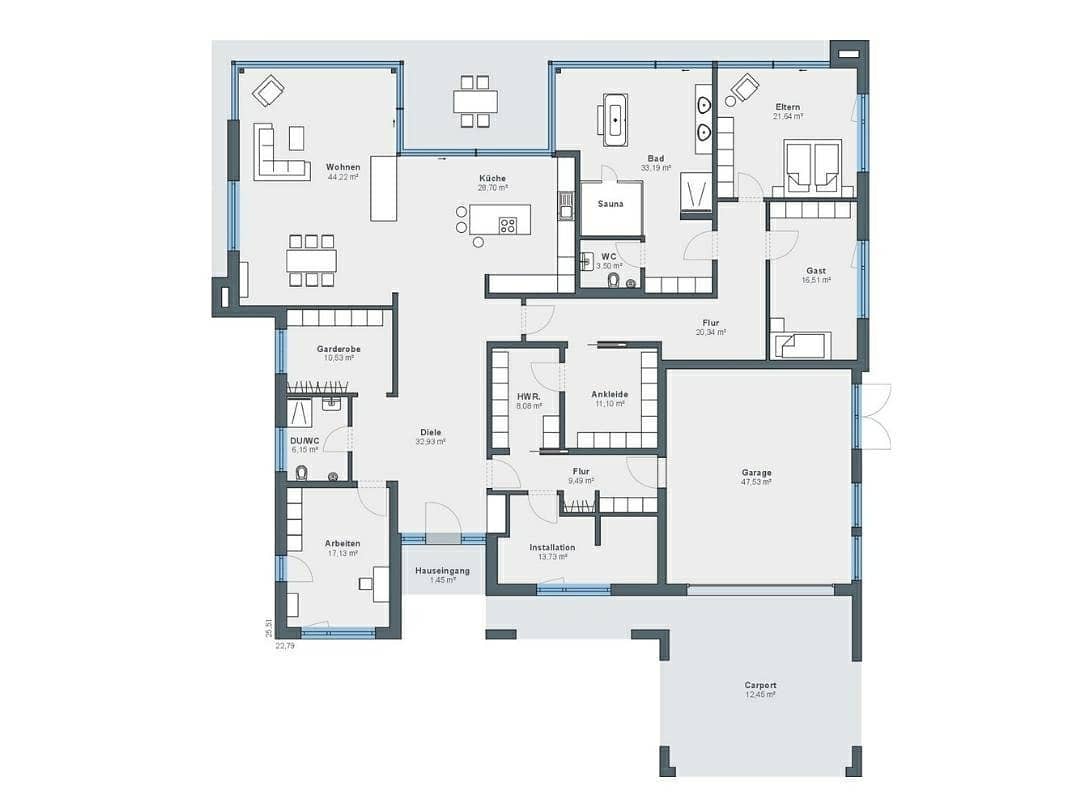 Eltern
21,64 m²
Bad
33,19 m²
Wohnen
44,22 m²
Küche
28,70 m²
Sauna
WC
3,50 m²
Gast
16,51 m²
Flur
20,34 m²
Garderobe
10,53 m²
HWR.
8,08 m²
Ankleide
11,10 m²
Diele
32,93 m²
DU/WC
6,15 m²
Flur
9,49 m²
Garage
47,53 m²
Arbeiten
17,13 m²
Installation
13,73 m²
Hauseingang
1,45 m²
25,51
22,79
Carport
12,45 m²